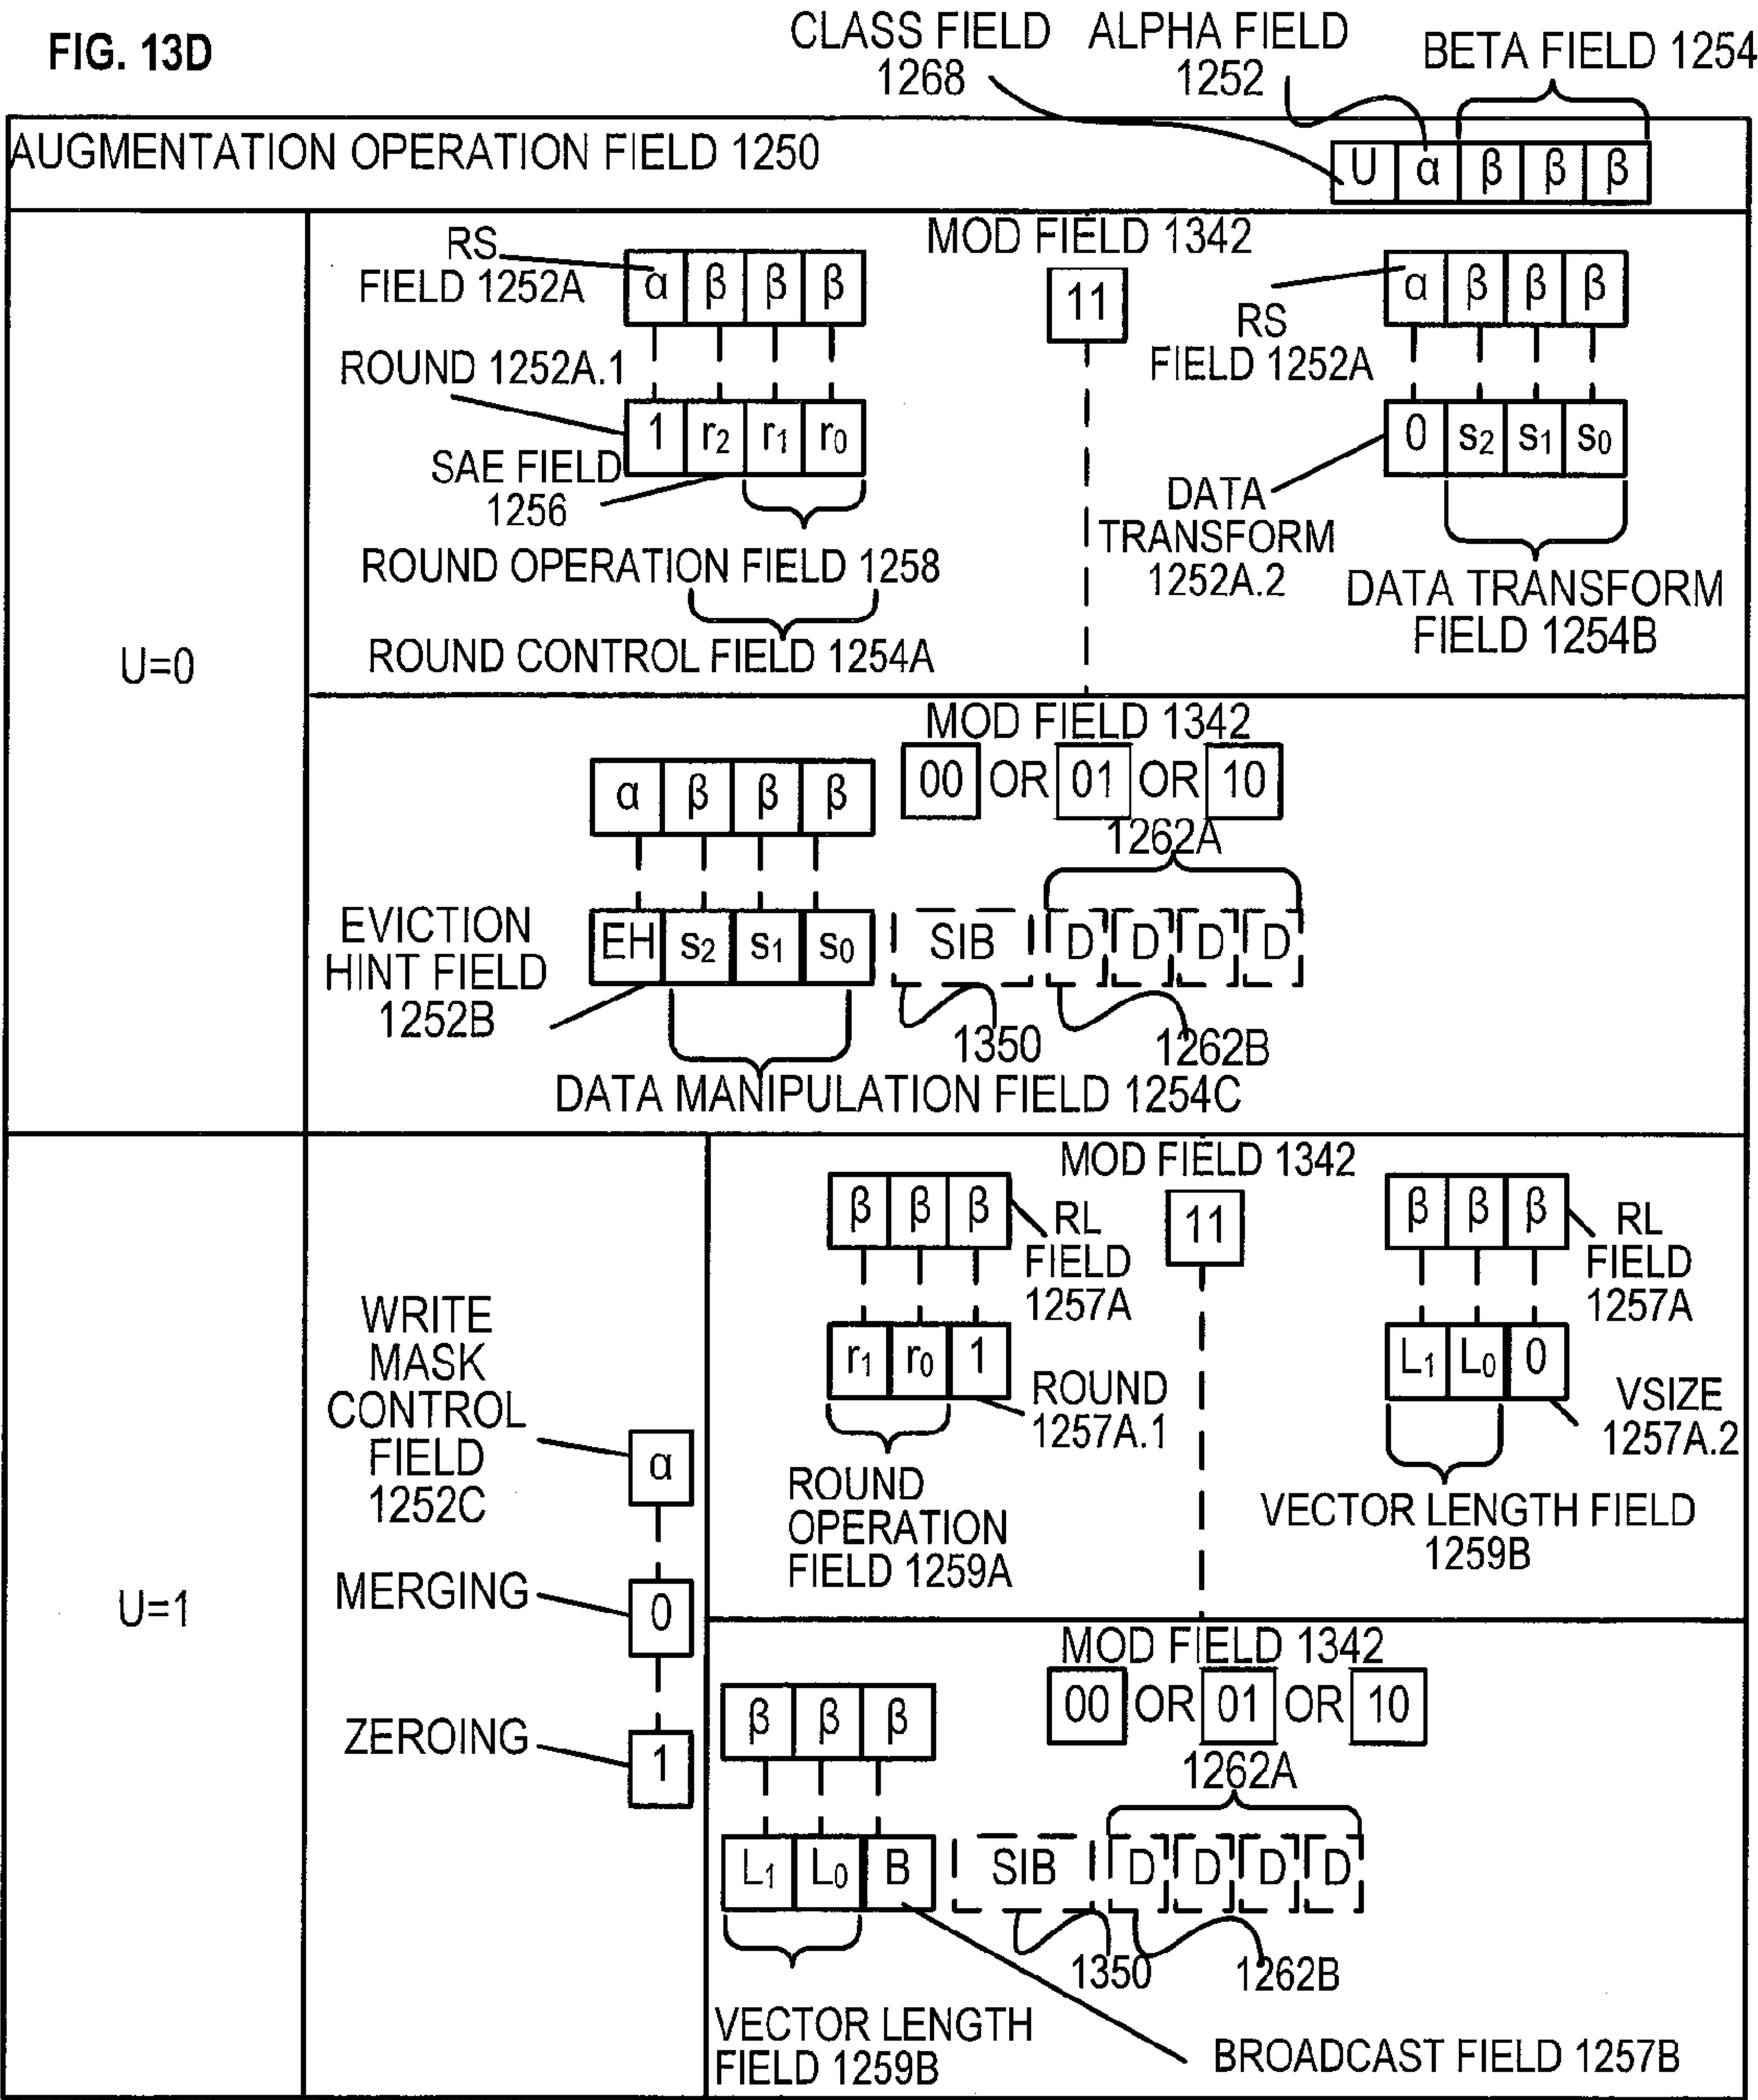 FIG. 13D
CLASS FIELD
1268
ALPHA FIELD
1252
BETA FIELD 1254
AUGMENTATION OPERATION FIELD 1250
U α β β β
U=0
MOD FIELD 1342
11
RS
FIELD 1252A
α β β β
ROUND 1252A.1
1 r2 r1 r0
SAE FIELD
1256
ROUND OPERATION FIELD 1258
ROUND CONTROL FIELD 1254A
α β β β
RS
FIELD 1252A
0 s2 s1 s0
DATA
TRANSFORM
1252A.2
DATA TRANSFORM
FIELD 1254B
MOD FIELD 1342
00 OR 01 OR 10
α β β β
1262A
EVICTION
HINT FIELD
1252B
EH s2 s1 s0 SIB D D D D
1350
1262B
DATA MANIPULATION FIELD 1254C
U=1
WRITE
MASK
CONTROL
FIELD
1252C
α
MERGING
0
ZEROING
1
MOD FIELD 1342
11
β β β
RL
FIELD
1257A
r1 r0 1
ROUND
1257A.1
ROUND
OPERATION
FIELD 1259A
β β β
RL
FIELD
1257A
L1 L0 0
VSIZE
1257A.2
VECTOR LENGTH FIELD
1259B
MOD FIELD 1342
00 OR 01 OR 10
β β β
1262A
L1 L0 B SIB D D D D
1350
1262B
VECTOR LENGTH
FIELD 1259B
BROADCAST FIELD 1257B